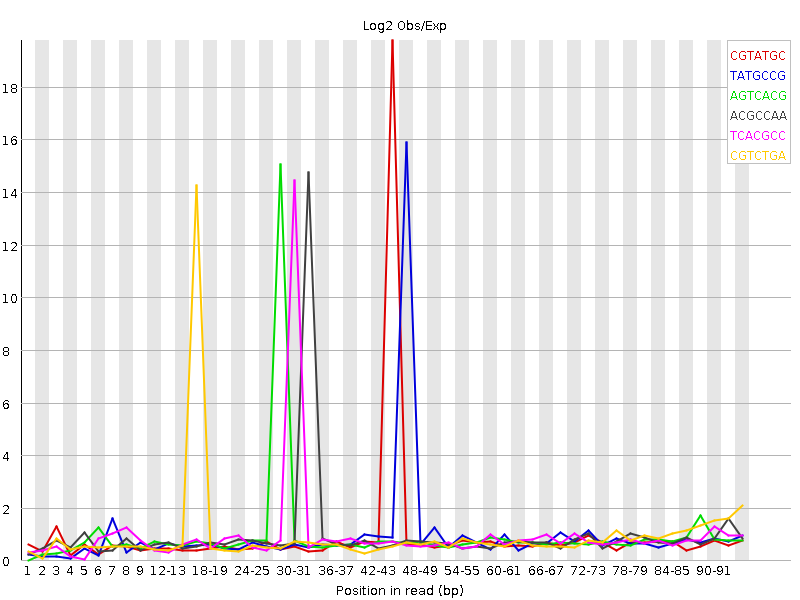 Log2 Obs/Exp
CGTATGC
TATGCCG
AGTCACG
ACGCCAA
TCACGCC
CGTCTGA
18
16
14
12
10
8
6
4
2
0
1 2 3 4 5 6 7 8 9 12-13 18-19 24-25 30-31 36-37 42-43 48-49 54-55 60-61 66-67 72-73 78-79 84-85 90-91
Position in read (bp)